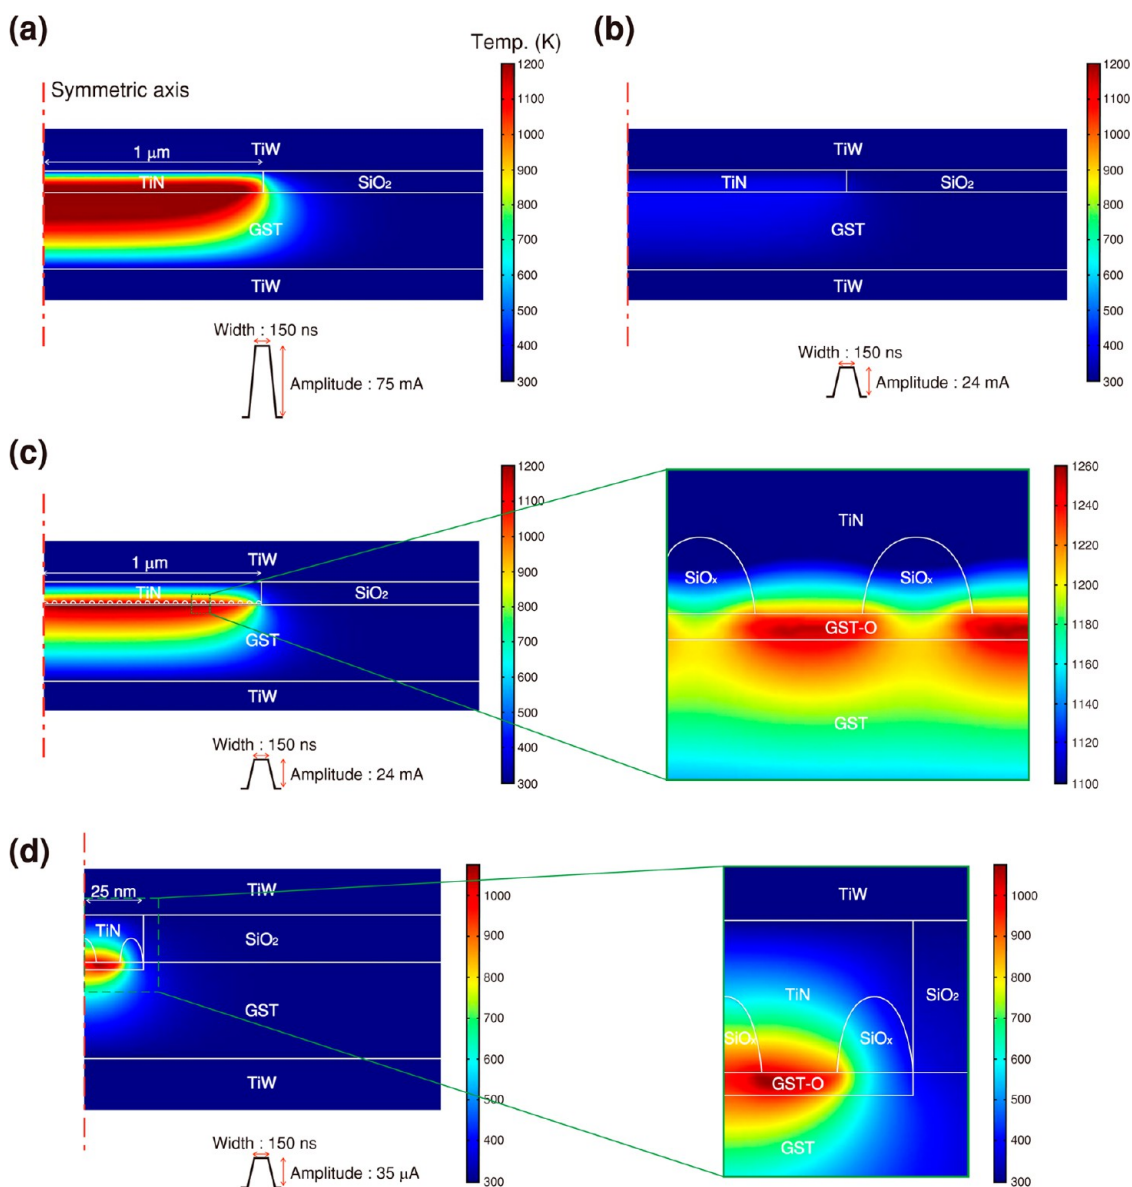 (a)
Temp. (K)
Symmetric axis
1200
1100
1000
900
800
700
600
500
400
300
TiW
1 μm
TiN
SiO₂
GST
TiW
Width : 150 ns
Amplitude : 75 mA
(b)
1200
1100
1000
900
800
700
600
500
400
300
TiW
TiN
SiO₂
GST
TiW
Width : 150 ns
Amplitude : 24 mA
(c)
1200
1100
1000
900
800
700
600
500
400
300
TiW
1 μm
TiN
SiO₂
GST
TiW
Width : 150 ns
Amplitude : 24 mA
TiN
SiOₓ
SiOₓ
GST-O
GST
1260
1240
1220
1200
1180
1160
1140
1120
1100
(d)
25 nm
TiW
TiN
SiO₂
GST
TiW
1000
900
800
700
600
500
400
300
Width : 150 ns
Amplitude : 35 μA
TiW
TiN
SiO₂
SiOₓ
SiOₓ
GST-O
GST
1000
900
800
700
600
500
400
300